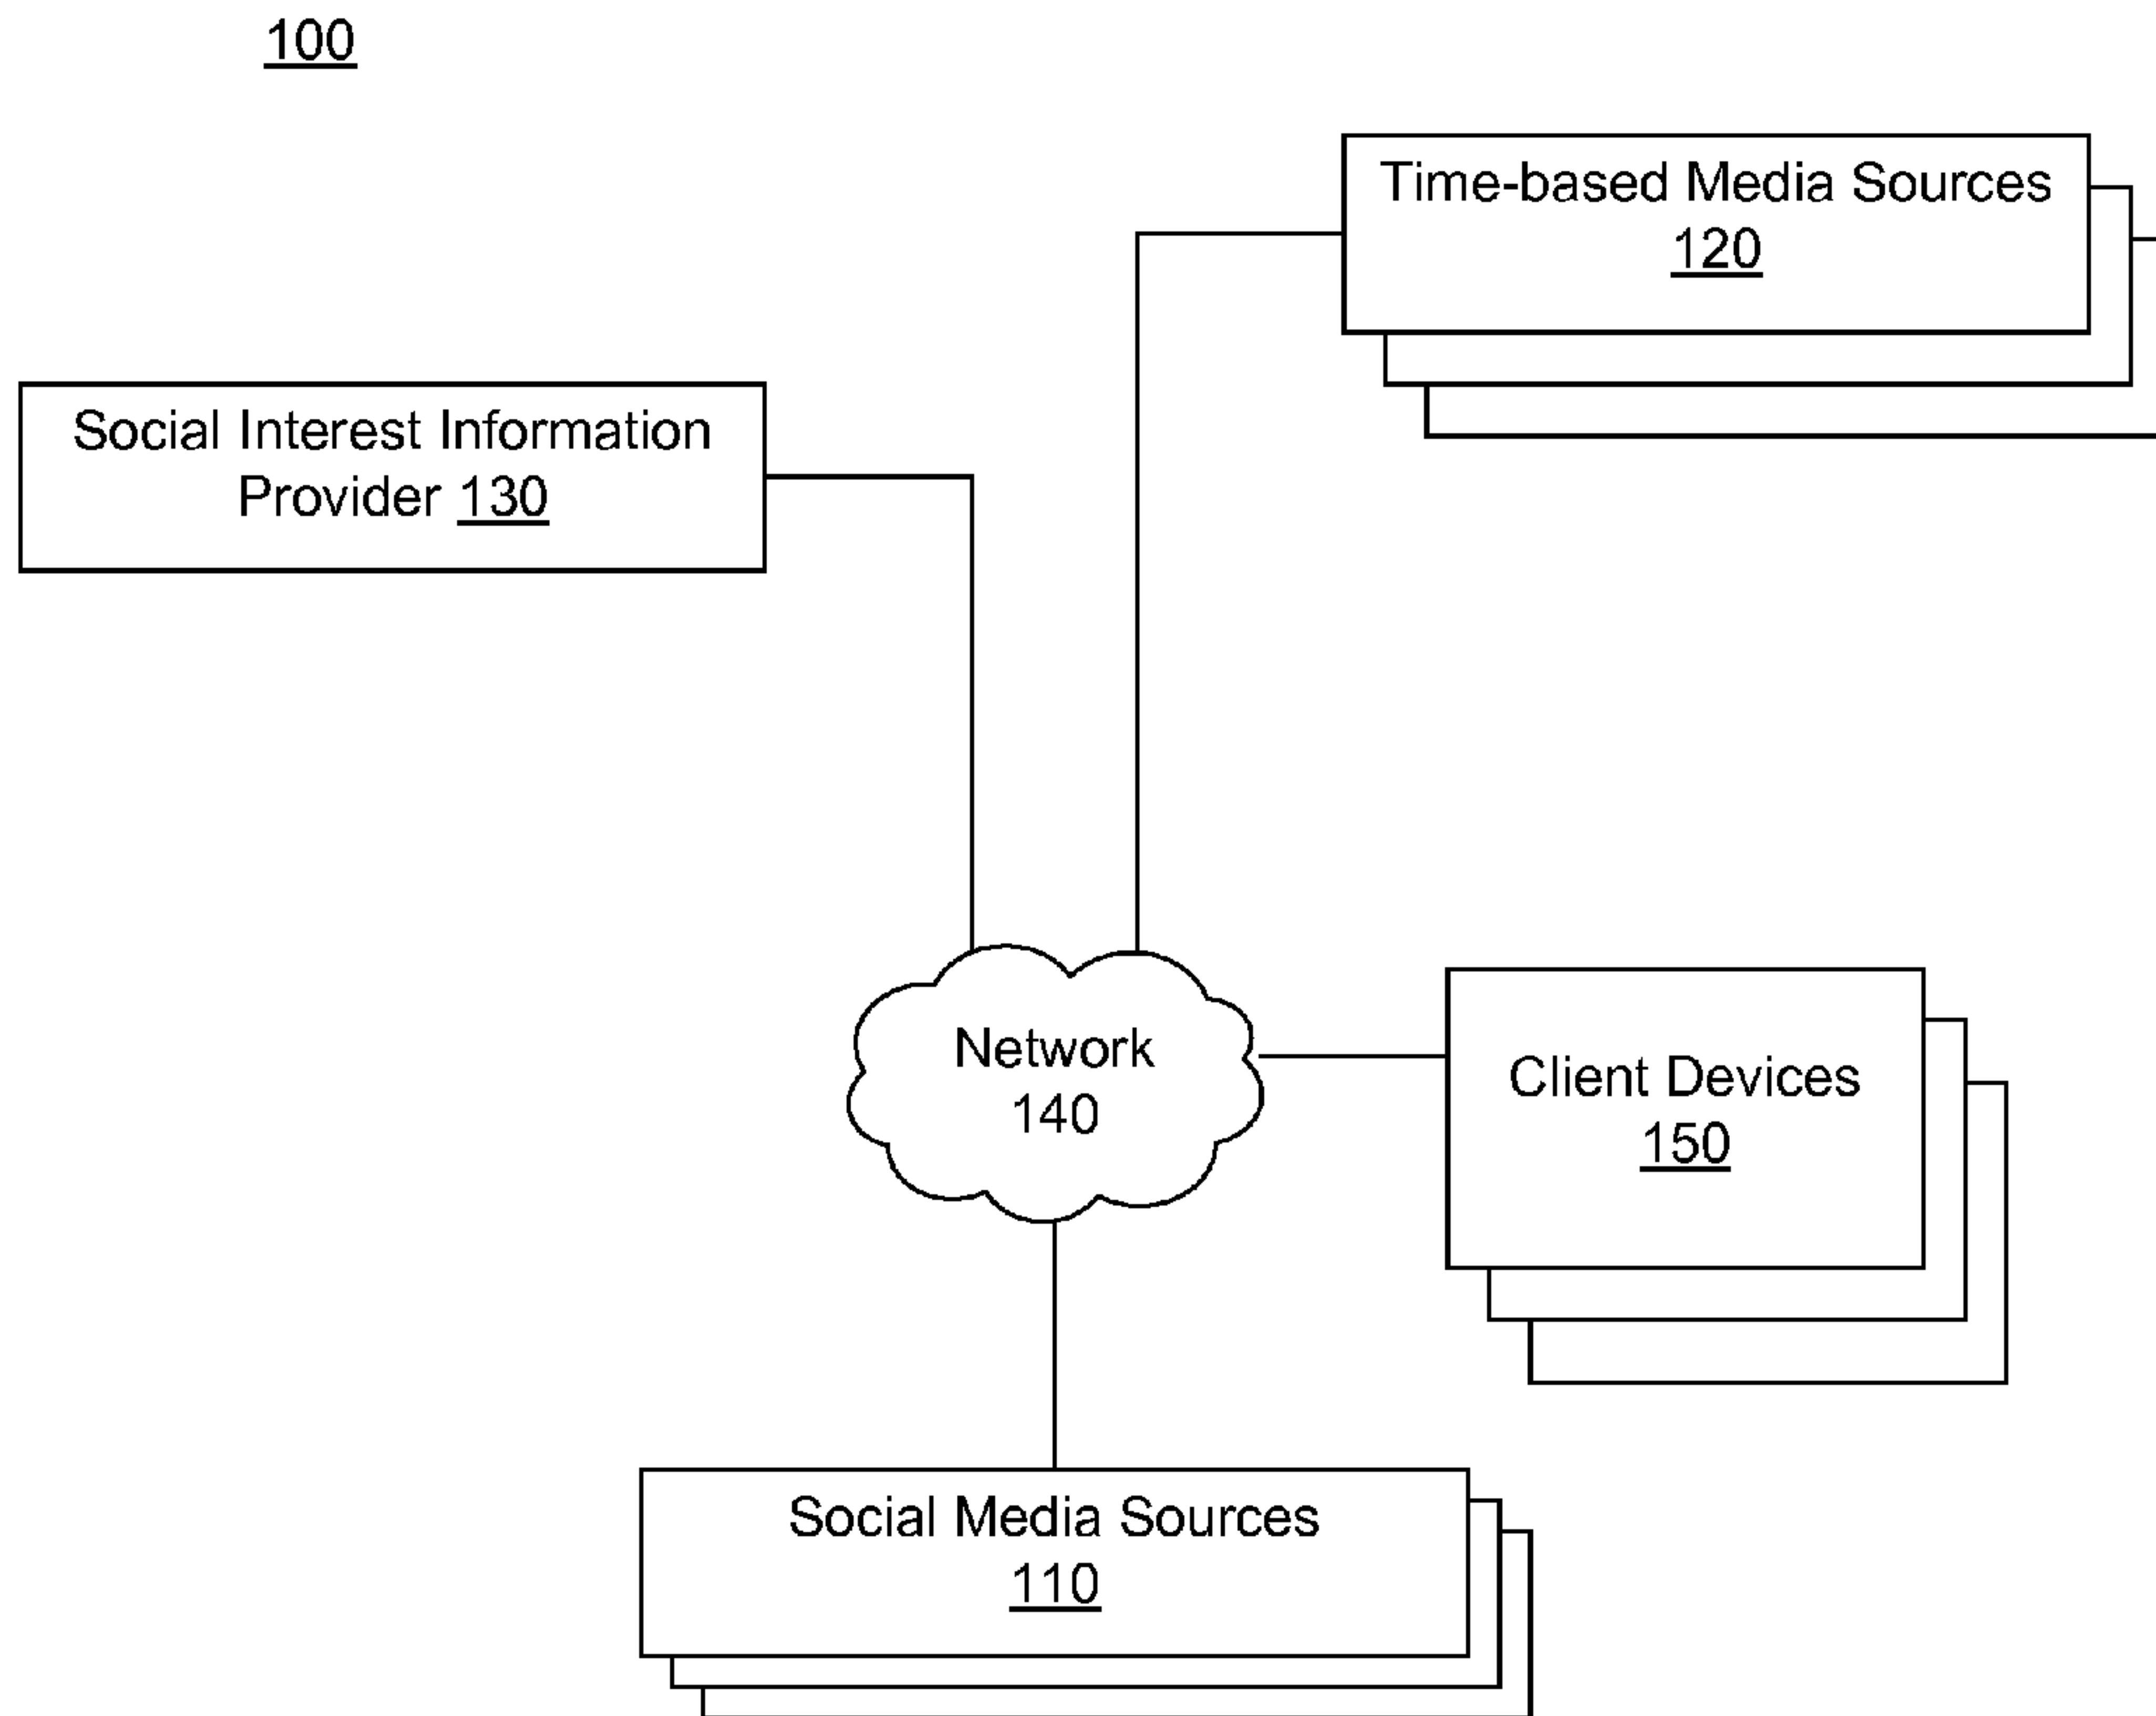 100
Time-based Media Sources
120
Social Interest Information
Provider 130
Network
140
Client Devices
150
Social Media Sources
110